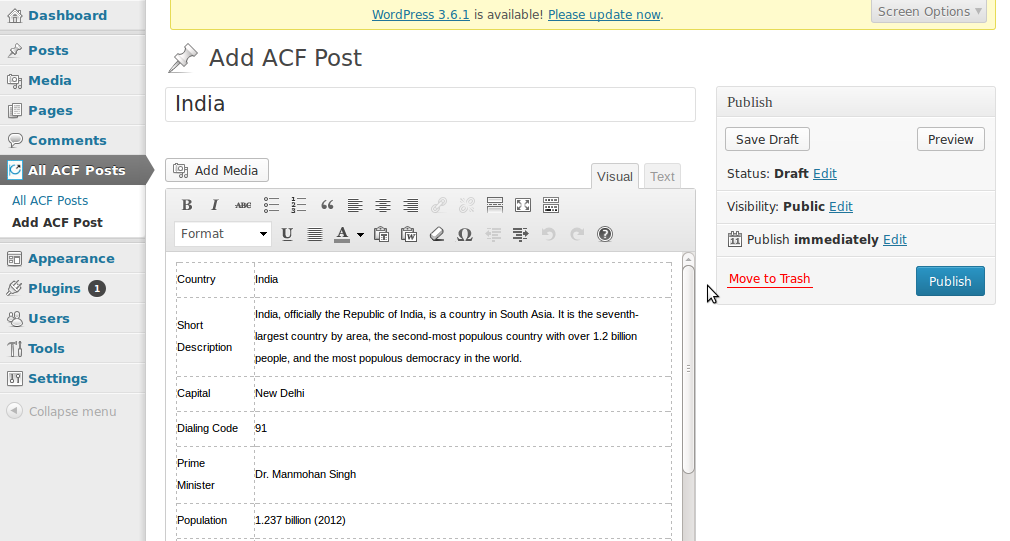 Dashboard
Posts
Media
Pages
Comments
All ACF Posts
All ACF Posts
Add ACF Post
Appearance
Plugins 1
Users
Tools
Settings
Collapse menu
WordPress 3.6.1 is available! Please update now.
Screen Options
Add ACF Post
India
Add Media
Visual
Text
B I ABC
Format
U A Ω
Country
India
Short
Description
India, officially the Republic of India, is a country in South Asia. It is the seventh-
largest country by area, the second-most populous country with over 1.2 billion
people, and the most populous democracy in the world.
Capital
New Delhi
Dialing Code
91
Prime
Minister
Dr. Manmohan Singh
Population
1.237 billion (2012)
Publish
Save Draft
Preview
Status: Draft Edit
Visibility: Public Edit
11 Publish immediately Edit
Move to Trash
Publish